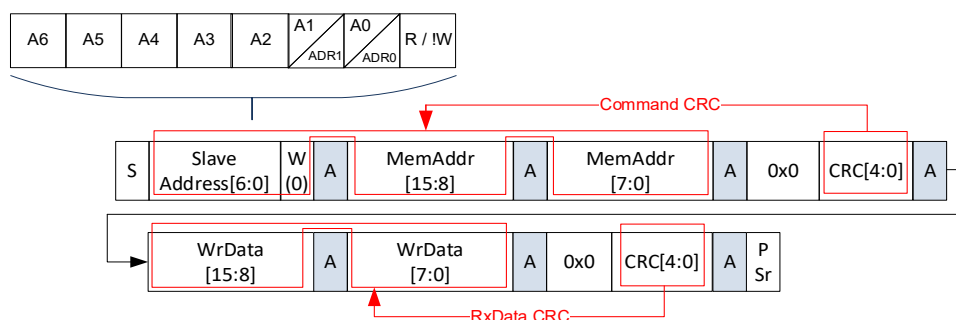 A6 A5 A4 A3 A2 A1 ADR1 A0 ADR0 R / !W
Command CRC
S Slave Address[6:0] W (0) A MemAddr [15:8] A MemAddr [7:0] A 0x0 CRC[4:0] A
WrData [15:8] A WrData [7:0] A 0x0 CRC[4:0] A P Sr
RxData CRC